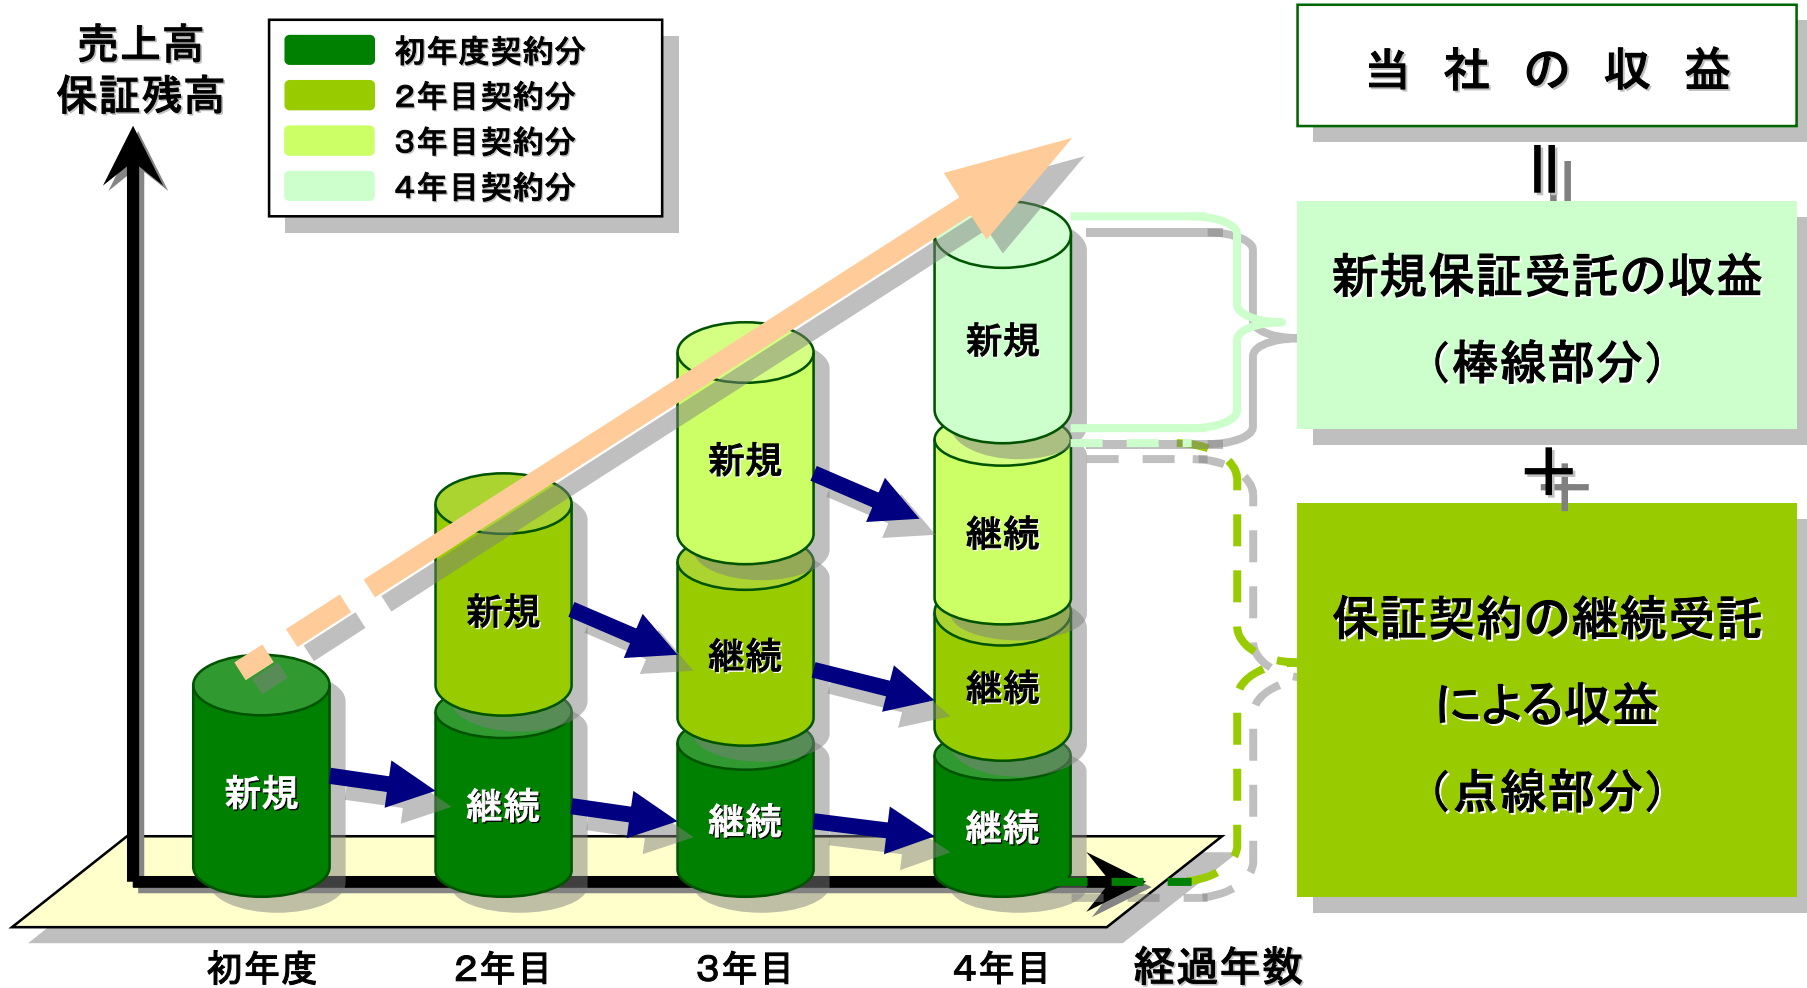 売上高
保証残高
初年度契約分
2年目契約分
3年目契約分
4年目契約分
当社の収益
=
新規保証受託の収益
（棒線部分）
+
保証契約の継続受託
による収益
（点線部分）
新規
継続
継続
継続
新規
継続
継続
新規
継続
新規
初年度
2年目
3年目
4年目
経過年数